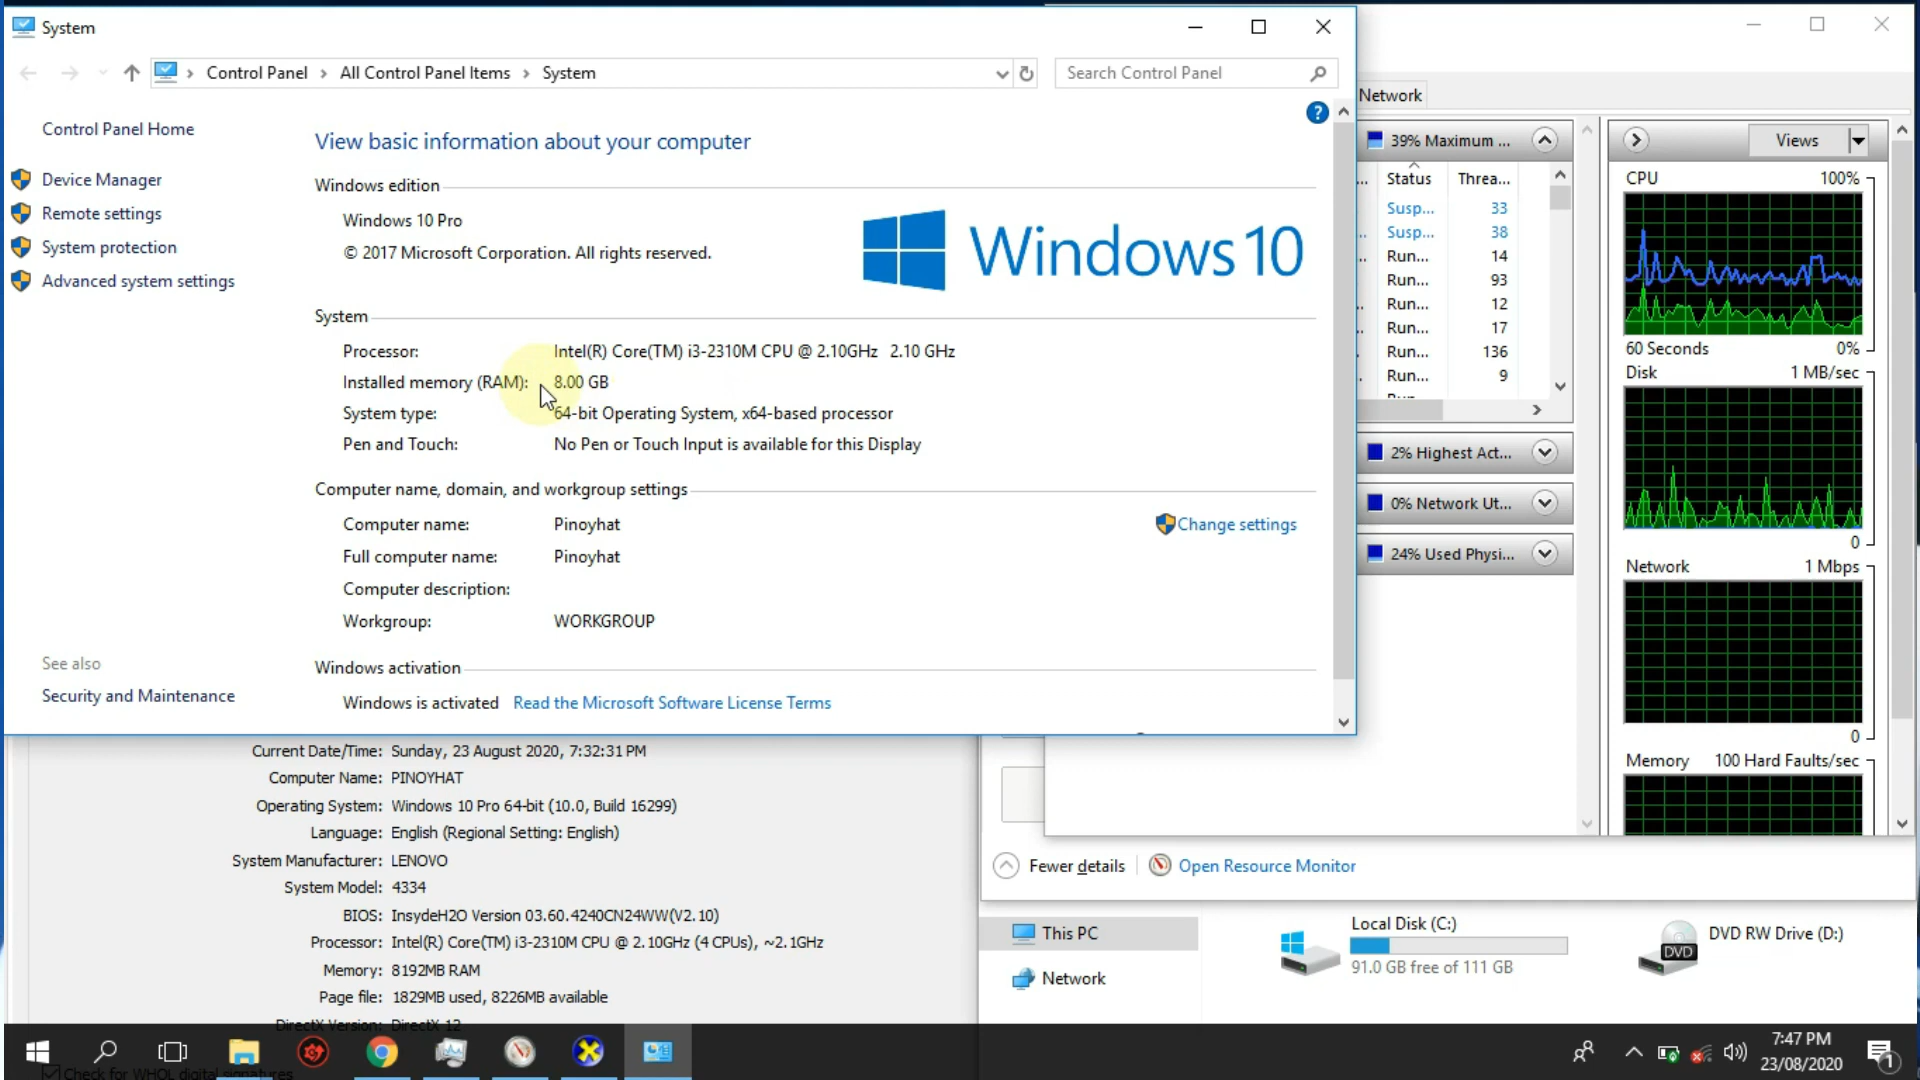 System
Control Panel > All Control Panel Items > System
Search Control Panel
Control Panel Home
Device Manager
Remote settings
System protection
Advanced system settings
See also
Security and Maintenance
View basic information about your computer
Windows edition
Windows 10 Pro
© 2017 Microsoft Corporation. All rights reserved.
Windows 10
System
Processor: Intel(R) Core(TM) i3-2310M CPU @ 2.10GHz 2.10 GHz
Installed memory (RAM): 8.00 GB
System type: 64-bit Operating System, x64-based processor
Pen and Touch: No Pen or Touch Input is available for this Display
Computer name, domain, and workgroup settings
Computer name: Pinoyhat
Change settings
Full computer name: Pinoyhat
Computer description:
Workgroup: WORKGROUP
Windows activation
Windows is activated Read the Microsoft Software License Terms
Network
39% Maximum ...
... Status Threa...
Susp... 33
Susp... 38
Run... 14
Run... 93
Run... 12
Run... 17
Run... 136
Run... 9
2% Highest Act...
0% Network Ut...
24% Used Physi...
Views
CPU 100%
60 Seconds 0%
Disk 1 MB/sec
0
Network 1 Mbps
0
Memory 100 Hard Faults/sec
Current Date/Time: Sunday, 23 August 2020, 7:32:31 PM
Computer Name: PINOYHAT
Operating System: Windows 10 Pro 64-bit (10.0, Build 16299)
Language: English (Regional Setting: English)
System Manufacturer: LENOVO
System Model: 4334
BIOS: InsydeH2O Version 03.60.4240CN24WW(V2.10)
Processor: Intel(R) Core(TM) i3-2310M CPU @ 2.10GHz (4 CPUs), ~2.1GHz
Memory: 8192MB RAM
Page file: 1829MB used, 8226MB available
DirectX Version: DirectX 12
Check for WHQL digital signatures
Fewer details
Open Resource Monitor
This PC
Network
Local Disk (C:)
91.0 GB free of 111 GB
DVD
DVD RW Drive (D:)
7:47 PM
23/08/2020
1